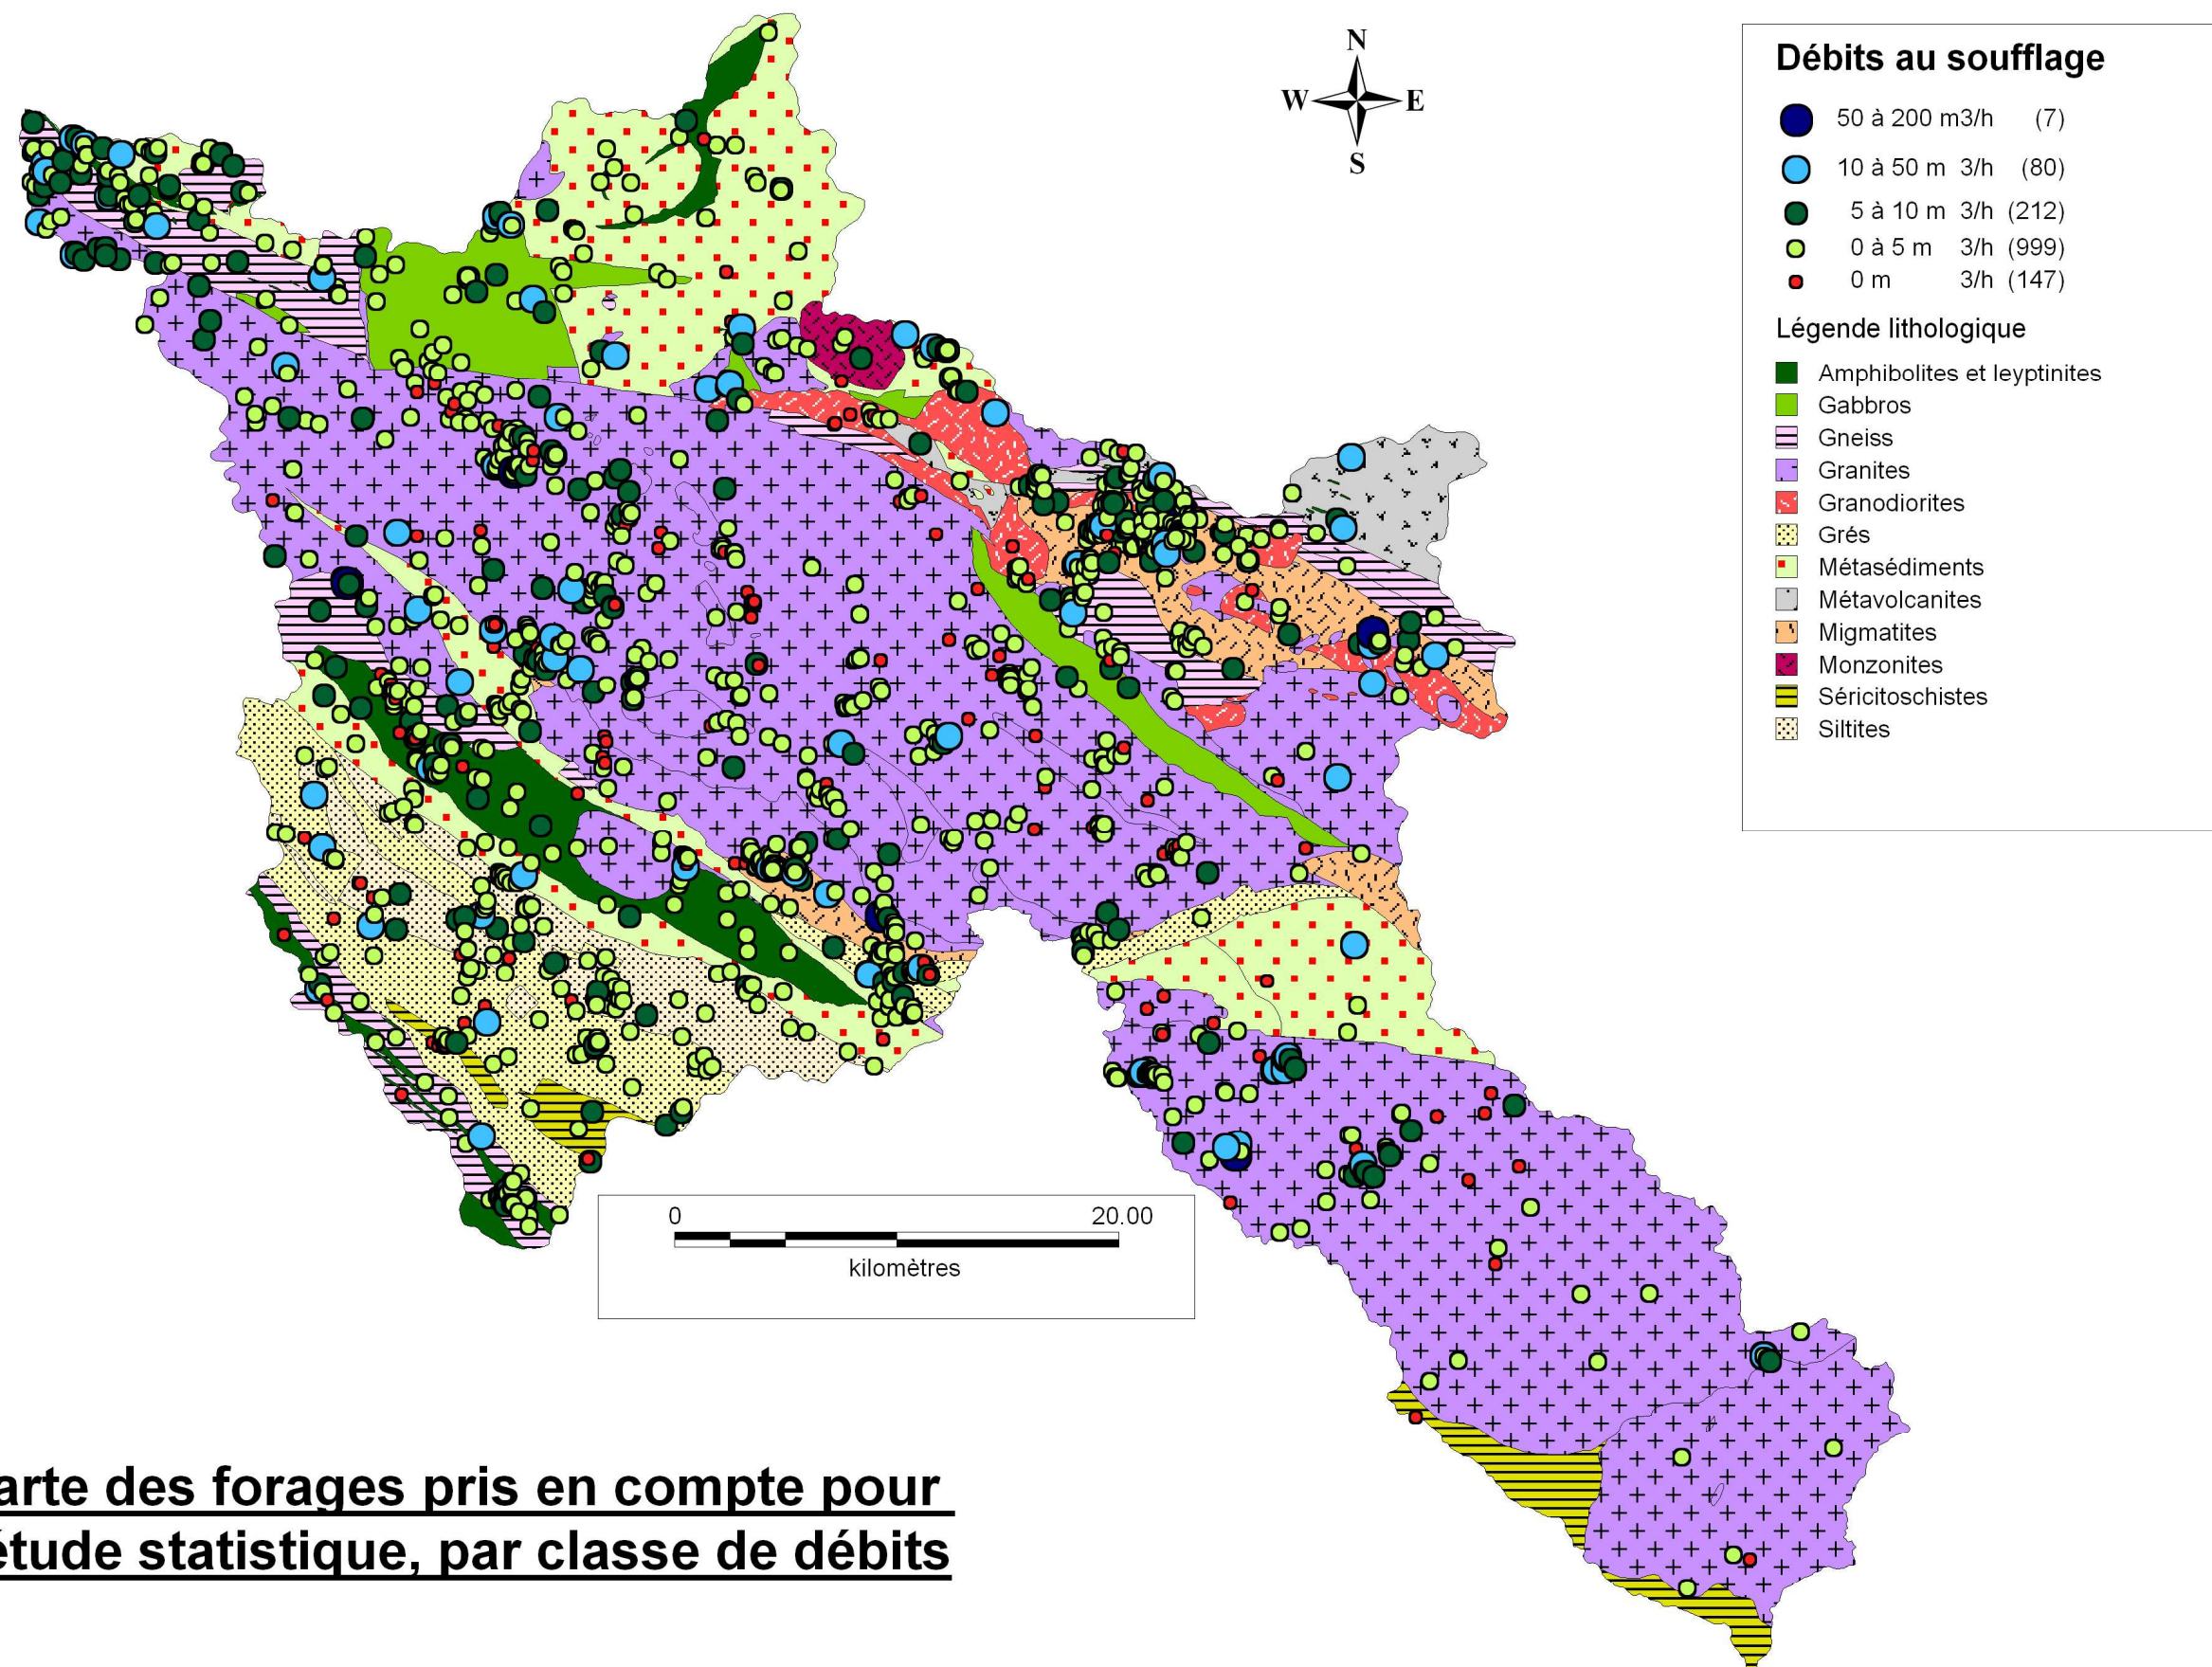 N
W E
S
Débits au soufflage
50 à 200 m3/h (7)
10 à 50 m 3/h (80)
5 à 10 m 3/h (212)
0 à 5 m 3/h (999)
0 m 3/h (147)
Légende lithologique
Amphibolites et leyptinites
Gabbros
Gneiss
Granites
Granodiorites
Grés
Métasédiments
Métavolcanites
Migmatites
Monzonites
Séricitoschistes
Siltites
0 20.00
kilomètres
arte des forages pris en compte pour
étude statistique, par classe de débits